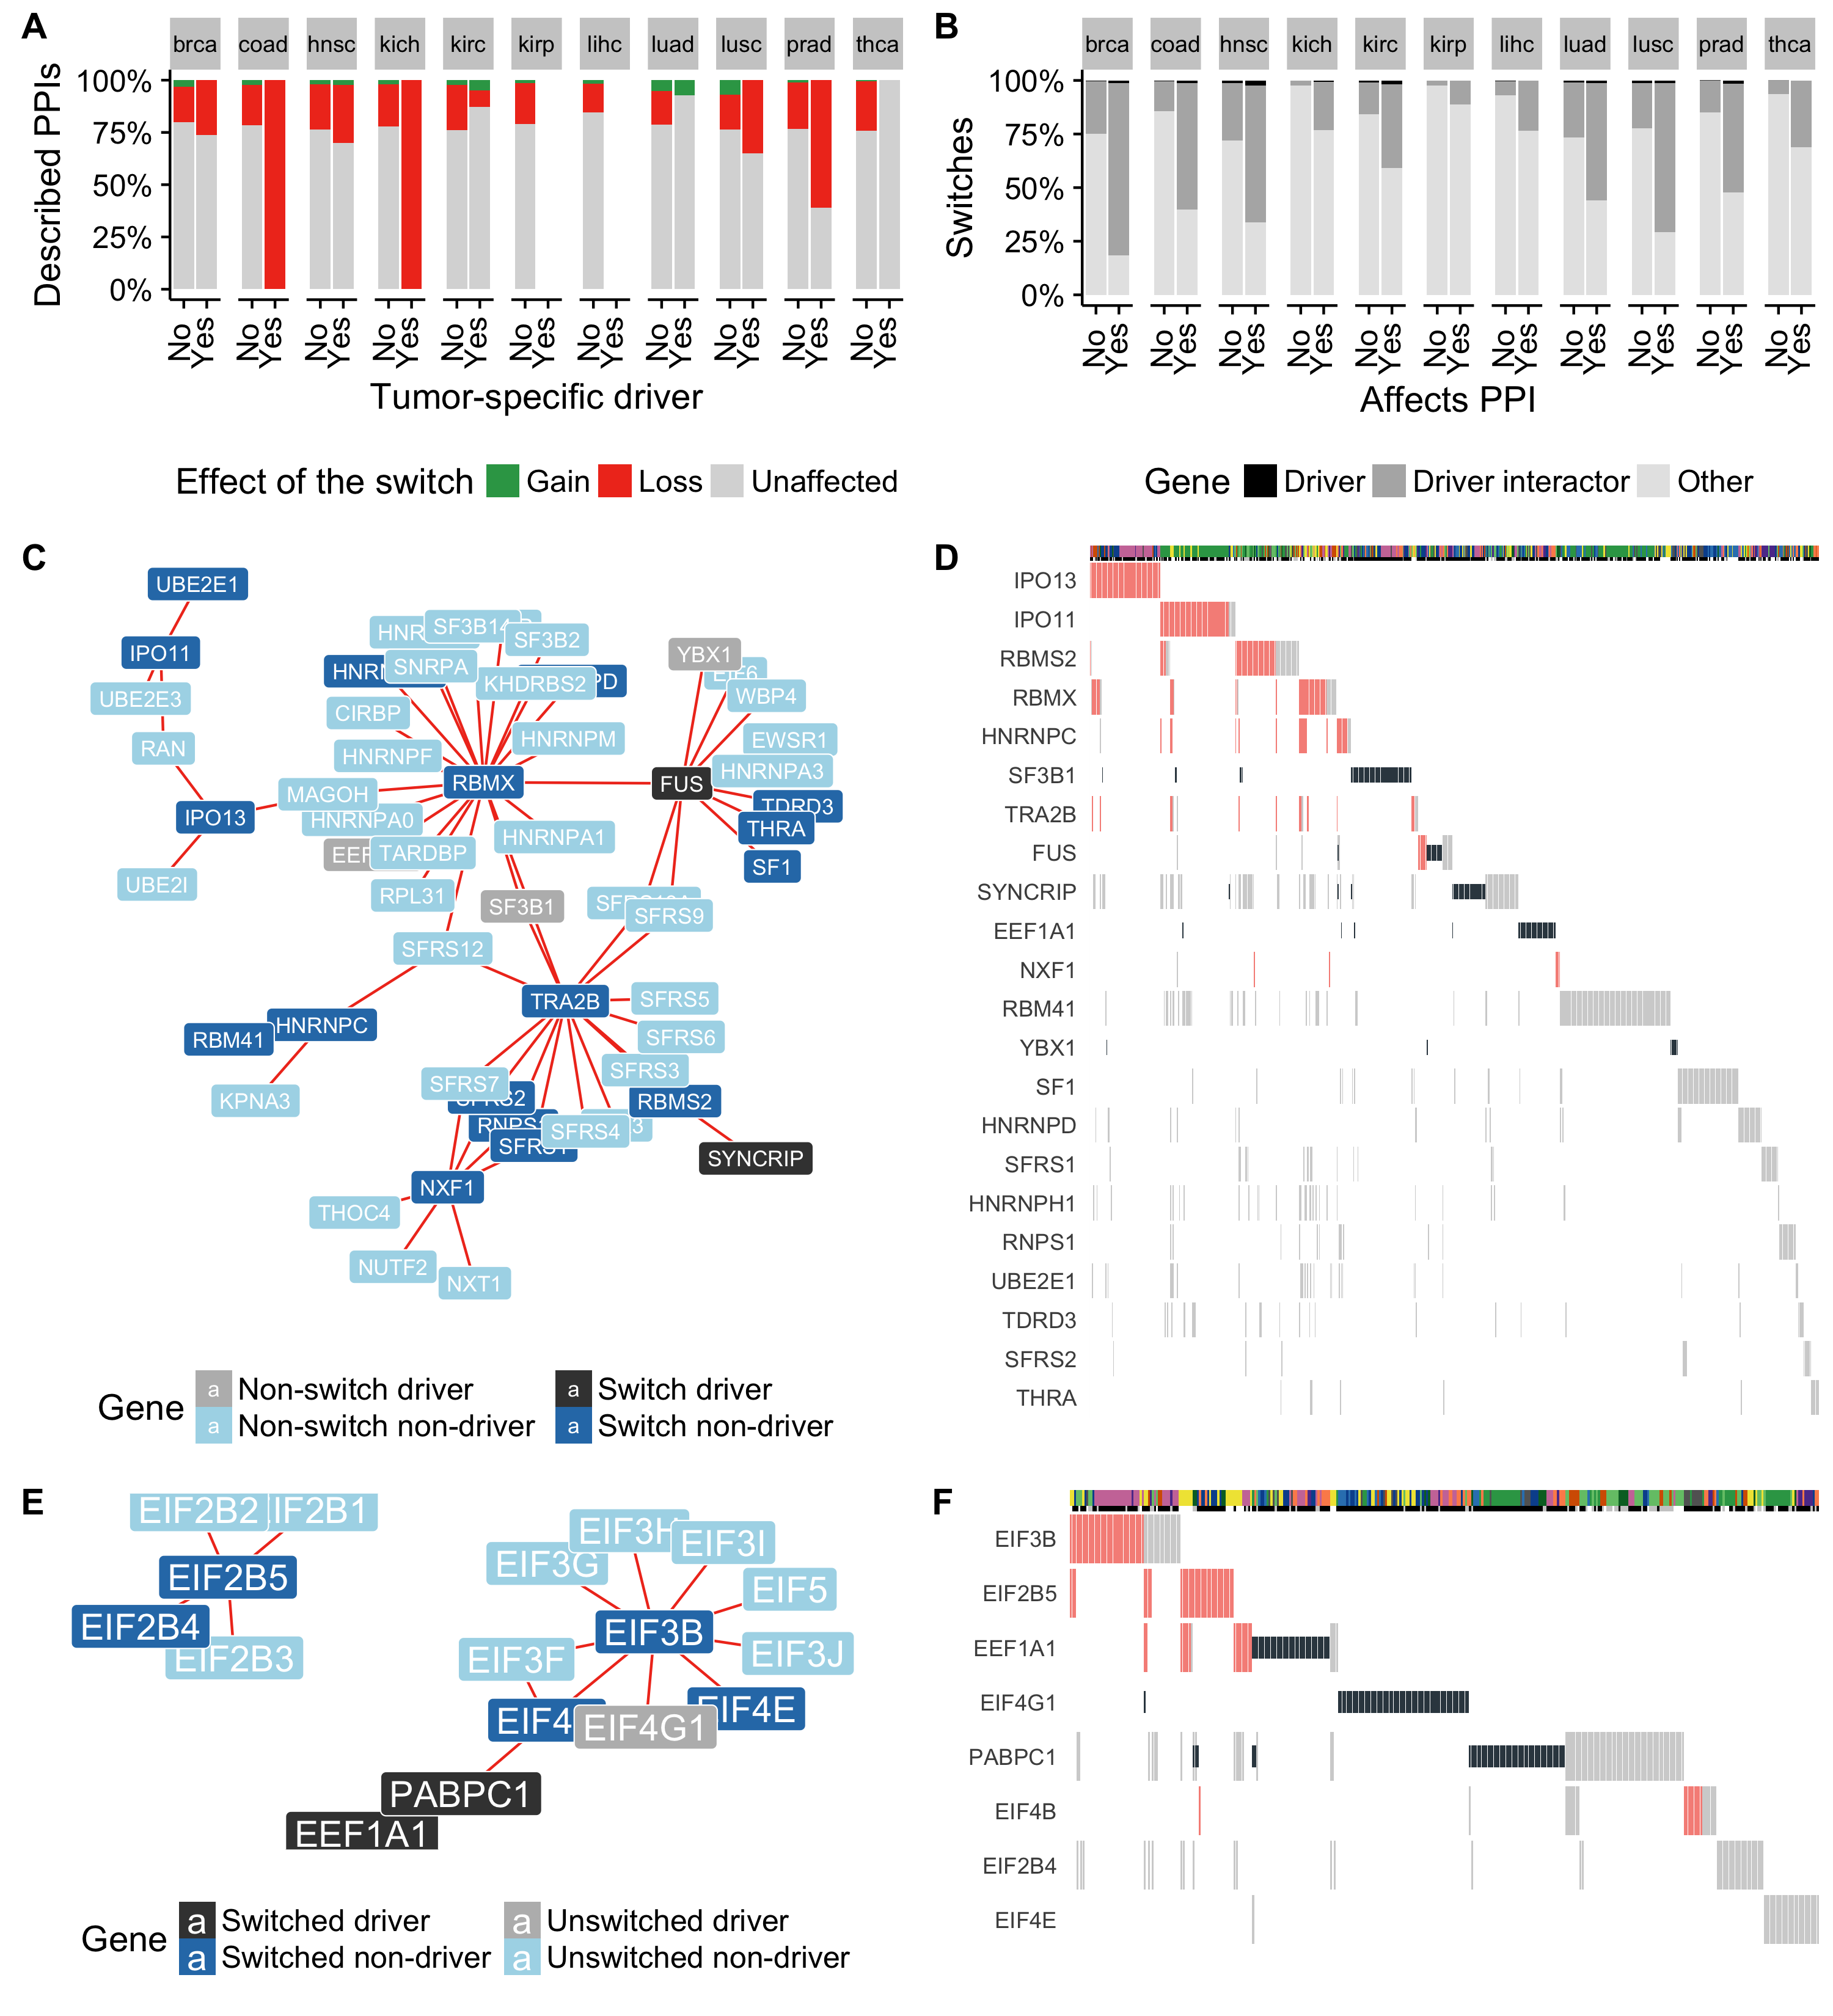 A
brca coad hnsc kich kirc kirp lihc luad lusc prad thca
Described PPIs
100%
75%
50%
25%
0%
No Yes No Yes No Yes No Yes No Yes No Yes No Yes No Yes No Yes No Yes No Yes
Tumor-specific driver
Effect of the switch Gain Loss Unaffected
B
brca coad hnsc kich kirc kirp lihc luad lusc prad thca
Switches
100%
75%
50%
25%
0%
No Yes No Yes No Yes No Yes No Yes No Yes No Yes No Yes No Yes No Yes No Yes
Affects PPI
Gene Driver Driver interactor Other
C
UBE2E1
IPO11
UBE2E3
RAN
IPO13
UBE2I
SF3B14
SF3B2
SNRPA
KHDRBS2
CIRBP
HNRNPM
HNRNPF
RBMX
MAGOH
HNRNPA0
HNRNPA1
TARDBP
RPL31
SF3B1
YBX1
EIF6
WBP4
EWSR1
HNRNPA3
FUS
TDRD3
THRA
SF1
SFRS9
SFRS12
TRA2B
SFRS5
SFRS6
SFRS3
RBMS2
SYNCRIP
HNRNPC
RBM41
KPNA3
SFRS7
SFRS2
SFRS4
SFRS1
NXF1
THOC4
NUTF2
NXT1
Gene
a Non-switch driver
a Switch driver
a Non-switch non-driver
a Switch non-driver
D
IPO13
IPO11
RBMS2
RBMX
HNRNPC
SF3B1
TRA2B
FUS
SYNCRIP
EEF1A1
NXF1
RBM41
YBX1
SF1
HNRNPD
SFRS1
HNRNPH1
RNPS1
UBE2E1
TDRD3
SFRS2
THRA
E
EIF2B2
EIF2B5
EIF2B4
EIF2B3
EIF3H
EIF3I
EIF3G
EIF5
EIF3B
EIF3F
EIF3J
EIF4E
EIF4G1
PABPC1
EEF1A1
Gene
a Switched driver
a Unswitched driver
a Switched non-driver
a Unswitched non-driver
F
EIF3B
EIF2B5
EEF1A1
EIF4G1
PABPC1
EIF4B
EIF2B4
EIF4E